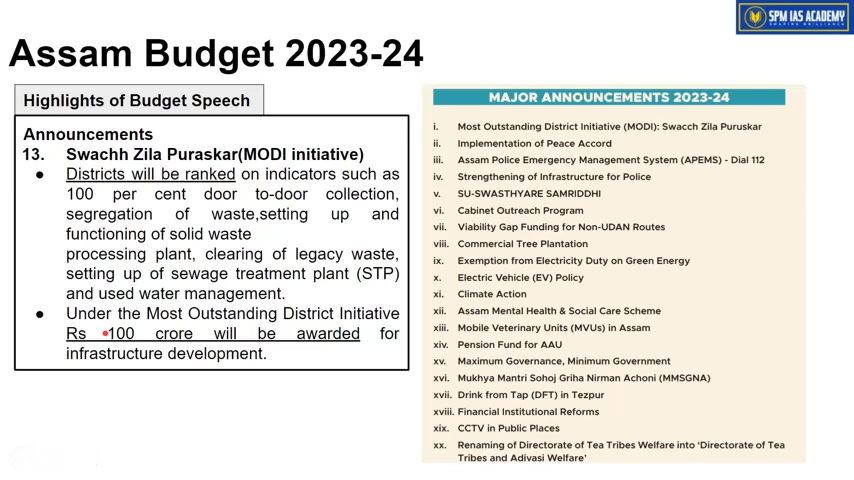 SPM IAS ACADEMY
SHAPING BRILLIANCE
Assam Budget 2023-24
Highlights of Budget Speech
Announcements
13. Swachh Zila Puraskar(MODI initiative)
● Districts will be ranked on indicators such as
100 per cent door to-door collection,
segregation of waste,setting up and
functioning of solid waste
processing plant, clearing of legacy waste,
setting up of sewage treatment plant (STP)
and used water management.
● Under the Most Outstanding District Initiative
Rs 100 crore will be awarded for
infrastructure development.
MAJOR ANNOUNCEMENTS 2023-24
i. Most Outstanding District Initiative (MODI): Swacch Zila Puruskar
ii. Implementation of Peace Accord
iii. Assam Police Emergency Management System (APEMS) - Dial 112
iv. Strengthening of Infrastructure for Police
v. SU-SWASTHYARE SAMRIDDHI
vi. Cabinet Outreach Program
vii. Viability Gap Funding for Non-UDAN Routes
viii. Commercial Tree Plantation
ix. Exemption from Electricity Duty on Green Energy
x. Electric Vehicle (EV) Policy
xi. Climate Action
xii. Assam Mental Health & Social Care Scheme
xiii. Mobile Veterinary Units (MVUs) in Assam
xiv. Pension Fund for AAU
xv. Maximum Governance, Minimum Government
xvi. Mukhya Mantri Sohoj Griha Nirman Achoni (MMSGNA)
xvii. Drink from Tap (DFT) in Tezpur
xviii. Financial Institutional Reforms
xix. CCTV in Public Places
xx. Renaming of Directorate of Tea Tribes Welfare into ‘Directorate of Tea
Tribes and Adivasi Welfare’